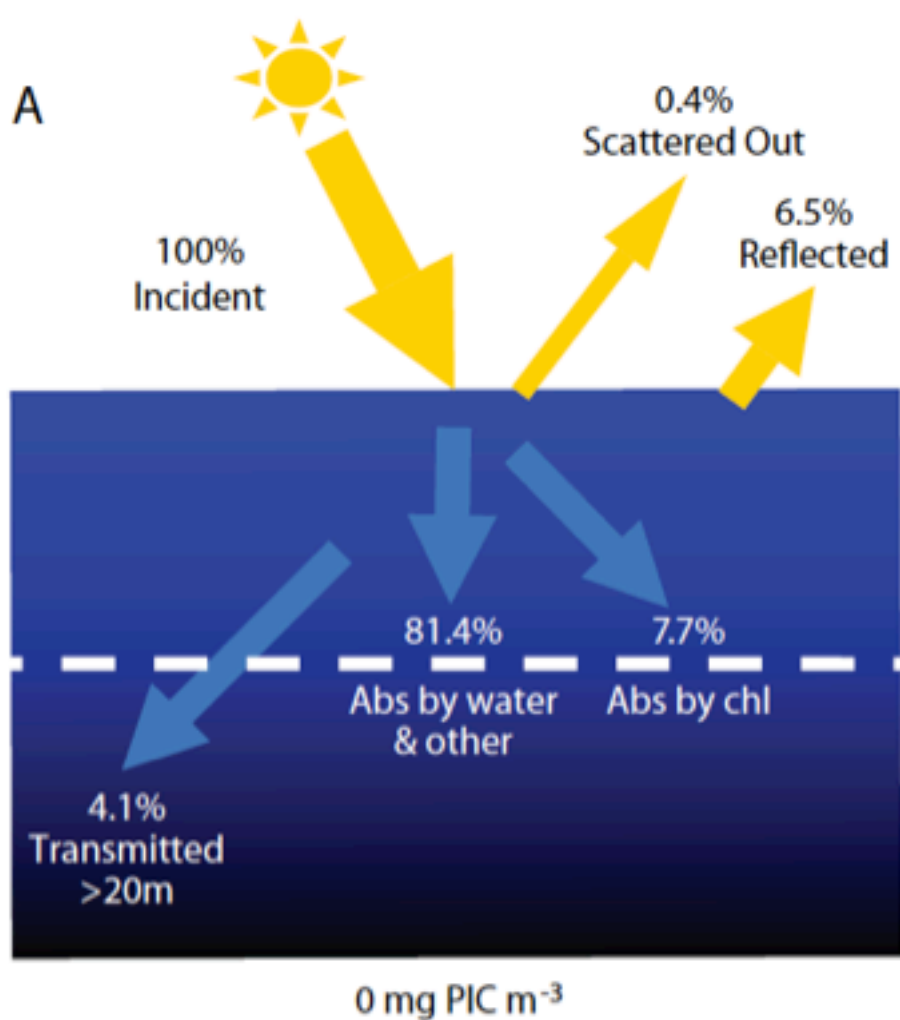 A
0.4%
Scattered Out
6.5%
Reflected
100%
Incident
81.4%
7.7%
Abs by water
& other
Abs by chl
4.1%
Transmitted
>20m
0 mg PIC m⁻³